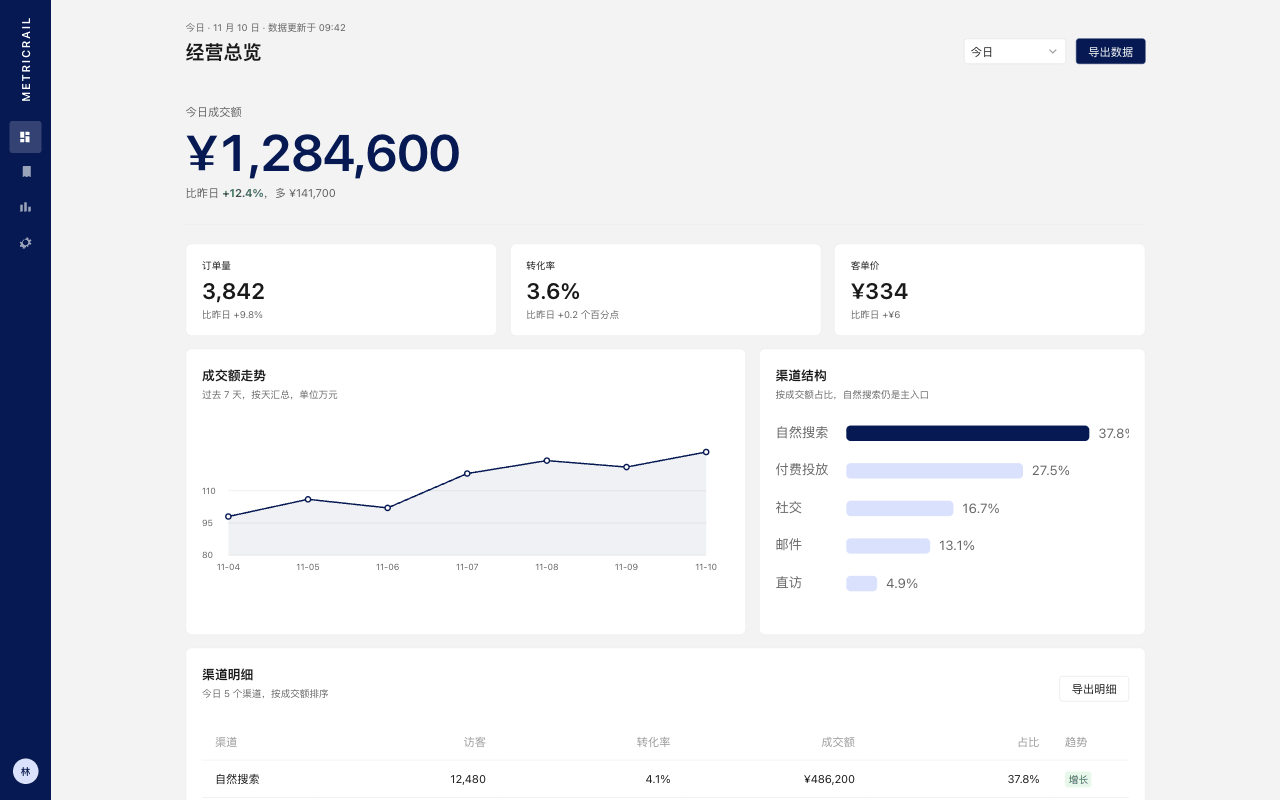 METRICRAIL
今日 · 11 月 10 日 · 数据更新于 09:42
经营总览
今日
导出数据
今日成交额
¥1,284,600
比昨日 +12.4%，多 ¥141,700
订单量
3,842
比昨日 +9.8%
转化率
3.6%
比昨日 +0.2 个百分点
客单价
¥334
比昨日 +¥6
成交额走势
过去 7 天，按天汇总，单位万元
110
95
80
11-04 11-05 11-06 11-07 11-08 11-09 11-10
渠道结构
按成交额占比，自然搜索仍是主入口
自然搜索 37.8%
付费投放 27.5%
社交 16.7%
邮件 13.1%
直访 4.9%
渠道明细
今日 5 个渠道，按成交额排序
导出明细
渠道 访客 转化率 成交额 占比 趋势
自然搜索 12,480 4.1% ¥486,200 37.8% 增长
林